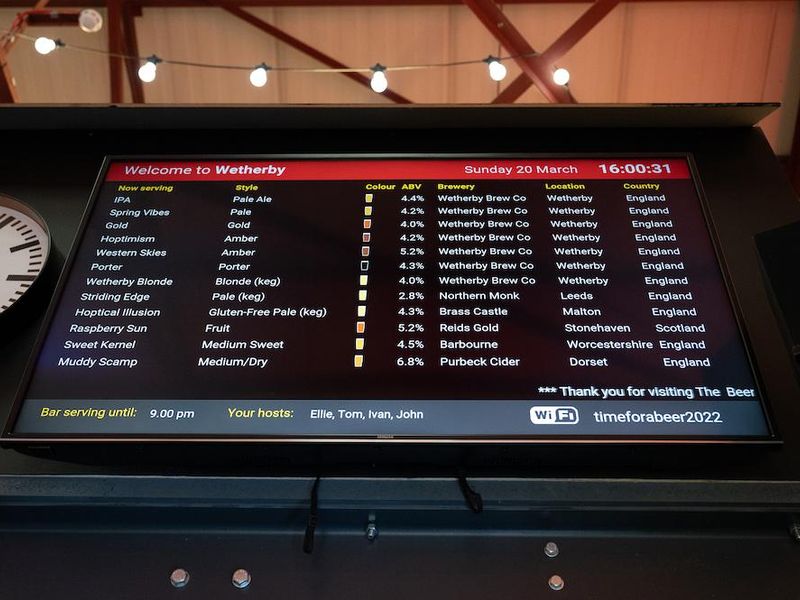 Welcome to Wetherby Sunday 20 March 16:00:31
Now serving Style Colour ABV Brewery Location Country
IPA Pale Ale 4.4% Wetherby Brew Co Wetherby England
Spring Vibes Pale 4.2% Wetherby Brew Co Wetherby England
Gold Gold 4.0% Wetherby Brew Co Wetherby England
Hoptimism Amber 4.2% Wetherby Brew Co Wetherby England
Western Skies Amber 5.2% Wetherby Brew Co Wetherby England
Porter Porter 4.3% Wetherby Brew Co Wetherby England
Wetherby Blonde Blonde (keg) 4.0% Wetherby Brew Co Wetherby England
Striding Edge Pale (keg) 2.8% Northern Monk Leeds England
Hoptical Illusion Gluten-Free Pale (keg) 4.3% Brass Castle Malton England
Raspberry Sun Fruit 5.2% Reids Gold Stonehaven Scotland
Sweet Kernel Medium Sweet 4.5% Barbourne Worcestershire England
Muddy Scamp Medium/Dry 6.8% Purbeck Cider Dorset England
*** Thank you for visiting The Beer
Bar serving until: 9.00 pm Your hosts: Ellie, Tom, Ivan, John WiFi timeforabeer2022